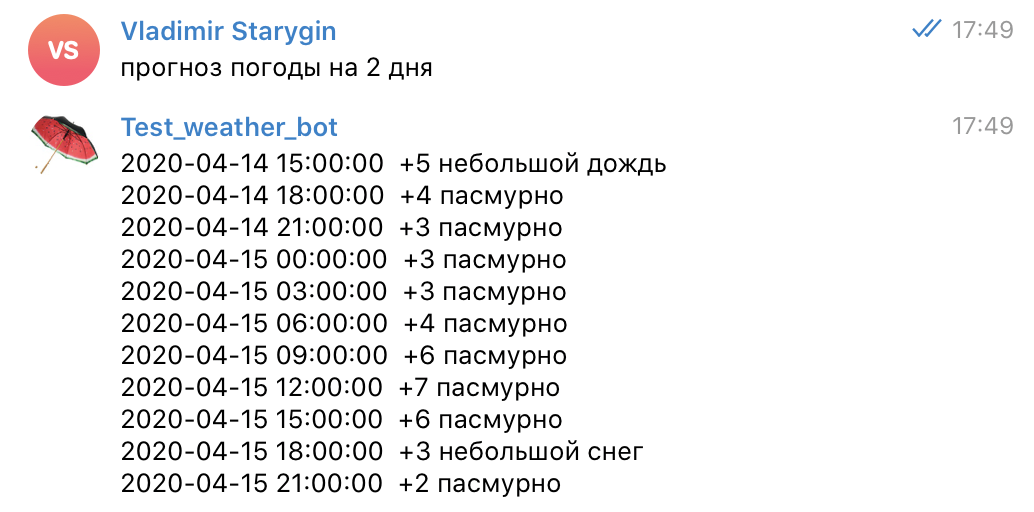 VS
Vladimir Starygin 17:49
прогноз погоды на 2 дня
Test_weather_bot 17:49
2020-04-14 15:00:00 +5 небольшой дождь
2020-04-14 18:00:00 +4 пасмурно
2020-04-14 21:00:00 +3 пасмурно
2020-04-15 00:00:00 +3 пасмурно
2020-04-15 03:00:00 +3 пасмурно
2020-04-15 06:00:00 +4 пасмурно
2020-04-15 09:00:00 +6 пасмурно
2020-04-15 12:00:00 +7 пасмурно
2020-04-15 15:00:00 +6 пасмурно
2020-04-15 18:00:00 +3 небольшой снег
2020-04-15 21:00:00 +2 пасмурно